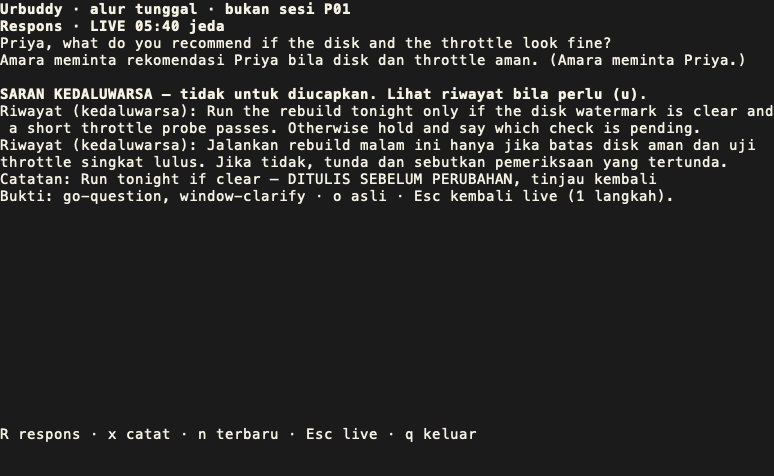 Urbuddy · alur tunggal · bukan sesi P01
Respons · LIVE 05:40 jeda
Priya, what do you recommend if the disk and the throttle look fine?
Amara meminta rekomendasi Priya bila disk dan throttle aman. (Amara meminta Priya.)
SARAN KEDALUWARSA — tidak untuk diucapkan. Lihat riwayat bila perlu (u).
Riwayat (kedaluwarsa): Run the rebuild tonight only if the disk watermark is clear and
a short throttle probe passes. Otherwise hold and say which check is pending.
Riwayat (kedaluwarsa): Jalankan rebuild malam ini hanya jika batas disk aman dan uji
throttle singkat lulus. Jika tidak, tunda dan sebutkan pemeriksaan yang tertunda.
Catatan: Run tonight if clear — DITULIS SEBELUM PERUBAHAN, tinjau kembali
Bukti: go-question, window-clarify · o asli · Esc kembali live (1 langkah).
R respons · x catat · n terbaru · Esc live · q keluar